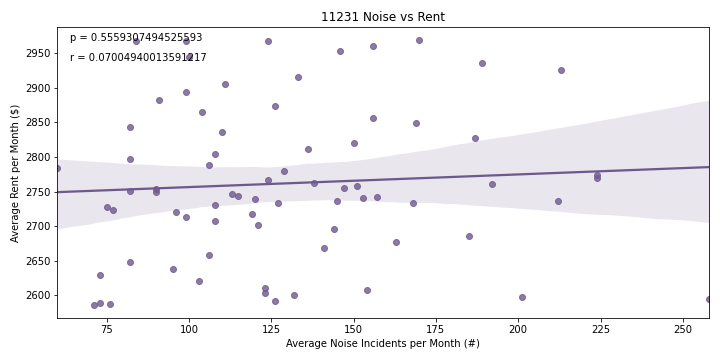 11231 Noise vs Rent
p = 0.5559307494525593
r = 0.07004940013591217
Average Rent per Month ($)
2950
2900
2850
2800
2750
2700
2650
2600
75 100 125 150 175 200 225 250
Average Noise Incidents per Month (#)